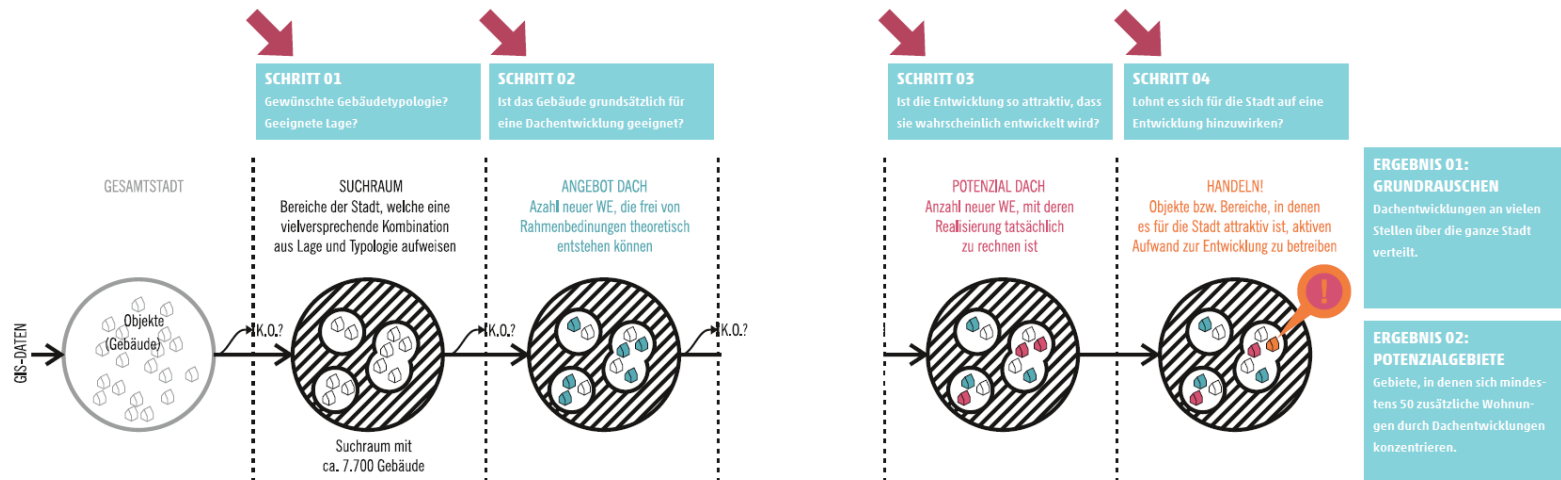 SCHRITT 01
Gewünschte Gebäudetypologie?
Geeignete Lage?
SCHRITT 02
Ist das Gebäude grundsätzlich für
eine Dachentwicklung geeignet?
SCHRITT 03
Ist die Entwicklung so attraktiv, dass
sie wahrscheinlich entwickelt wird?
SCHRITT 04
Lohnt es sich für die Stadt auf eine
Entwicklung hinzuwirken?
GESAMTSTADT
SUCHRAUM
Bereiche der Stadt, welche eine
vielversprechende Kombination
aus Lage und Typologie aufweisen
ANGEBOT DACH
Azahl neuer WE, die frei von
Rahmenbedingungen theoretisch
entstehen können
POTENZIAL DACH
Anzahl neuer WE, mit deren
Realisierung tatsächlich
zu rechnen ist
HANDELN!
Objekte bzw. Bereiche, in denen
es für die Stadt attraktiv ist, aktiven
Aufwand zur Entwicklung zu betreiben
ERGEBNIS 01:
GRUNDRAUSCHEN
Dachentwicklungen an vielen
Stellen über die ganze Stadt
verteilt.
GIS-DATEN
Objekte
(Gebäude)
K.O.?
K.O.?
K.O.?
!
Suchraum mit
ca. 7.700 Gebäude
ERGEBNIS 02:
POTENZIALGEBIETE
Gebiete, in denen sich mindes-
tens 50 zusätzliche Wohnun-
gen durch Dachentwicklungen
konzentrieren.